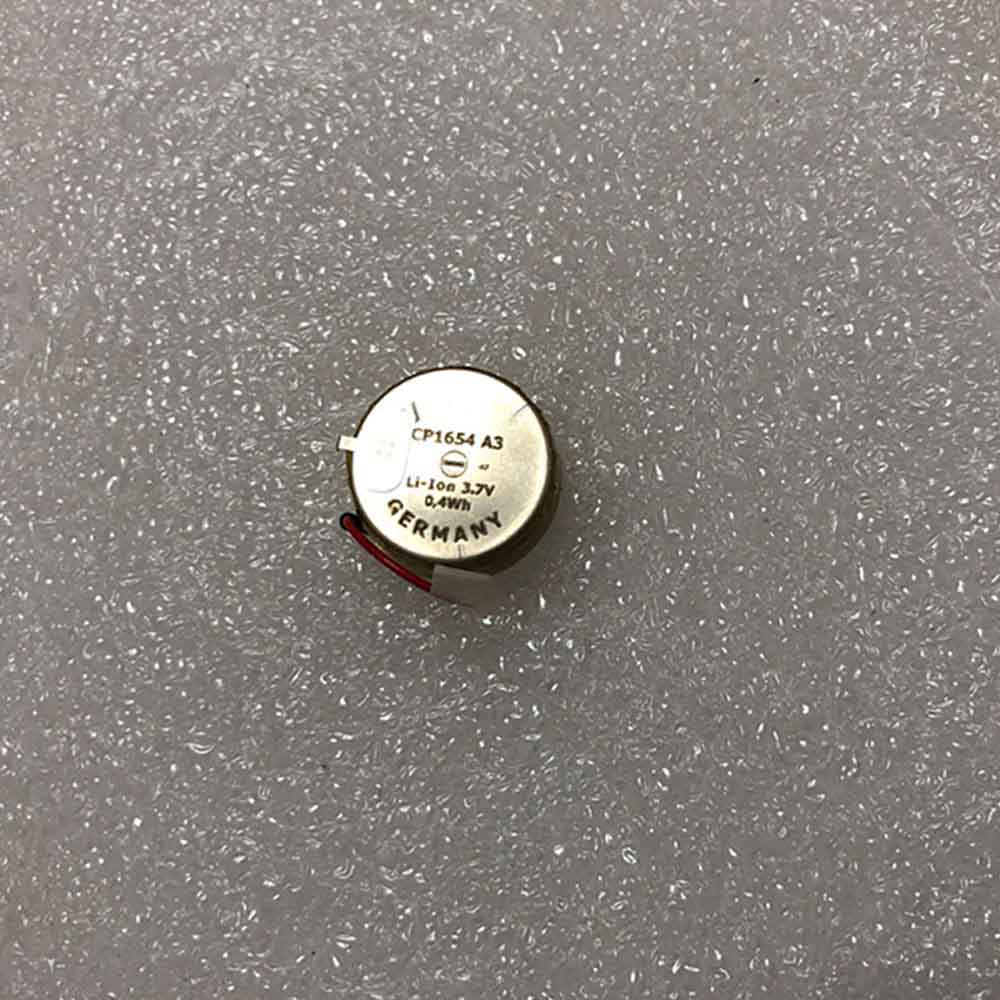 CP1654 A3
Li-Ion 3.7V
0.4Wh
GERMANY